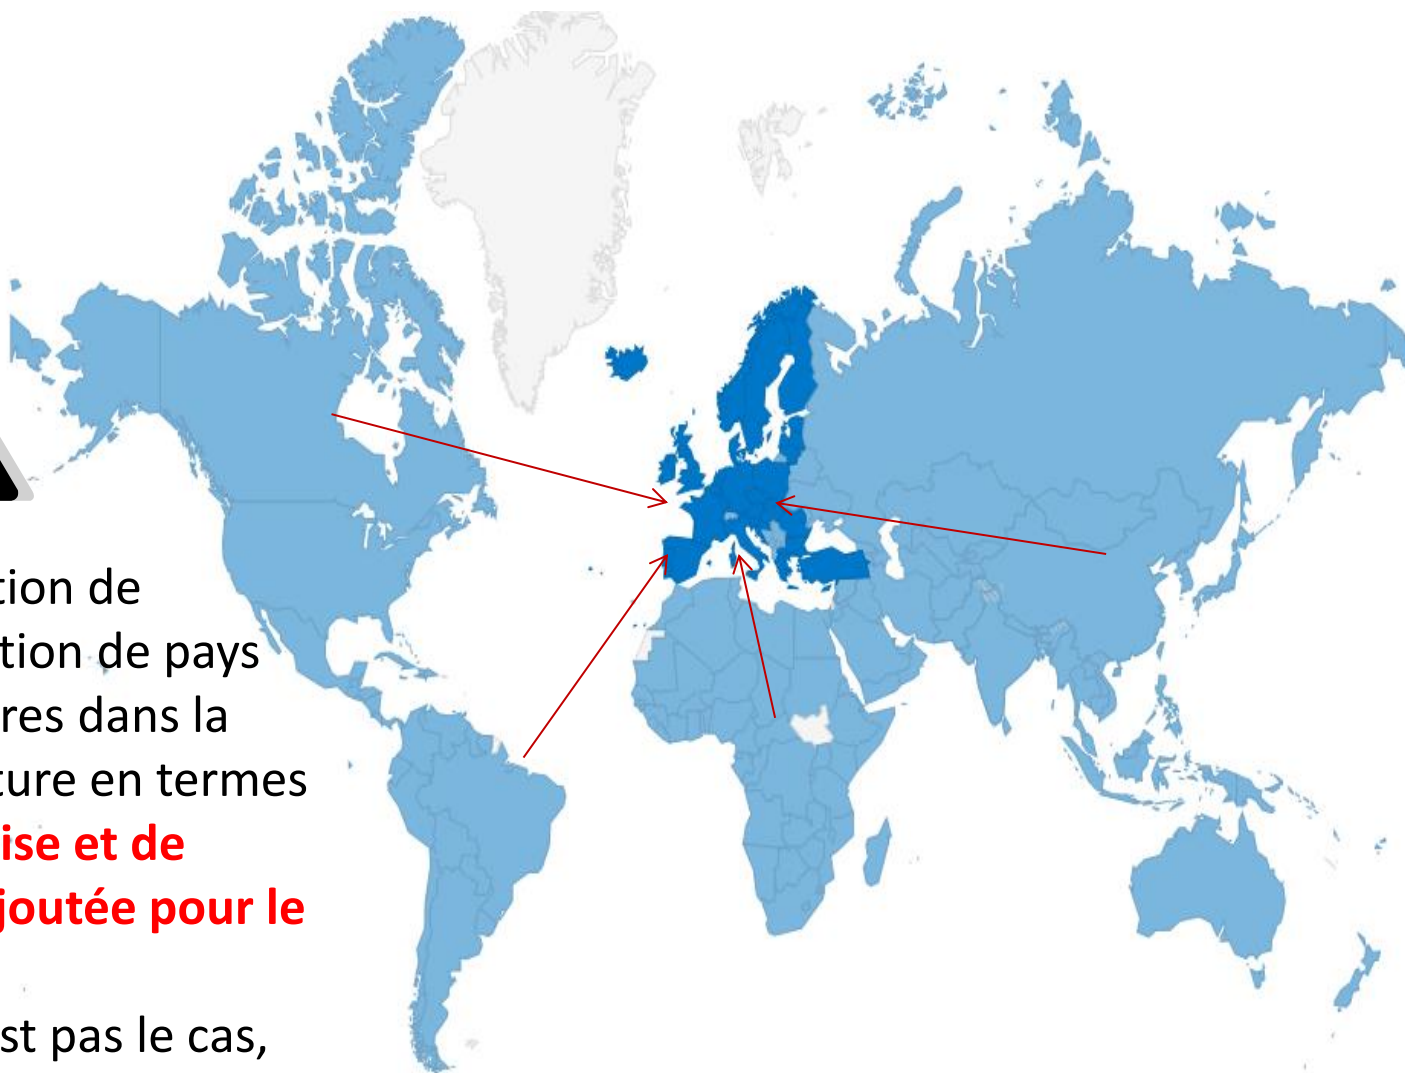 tion de
tion de pays
res dans la
ture en termes
ise et de
joutée pour le
st pas le cas,